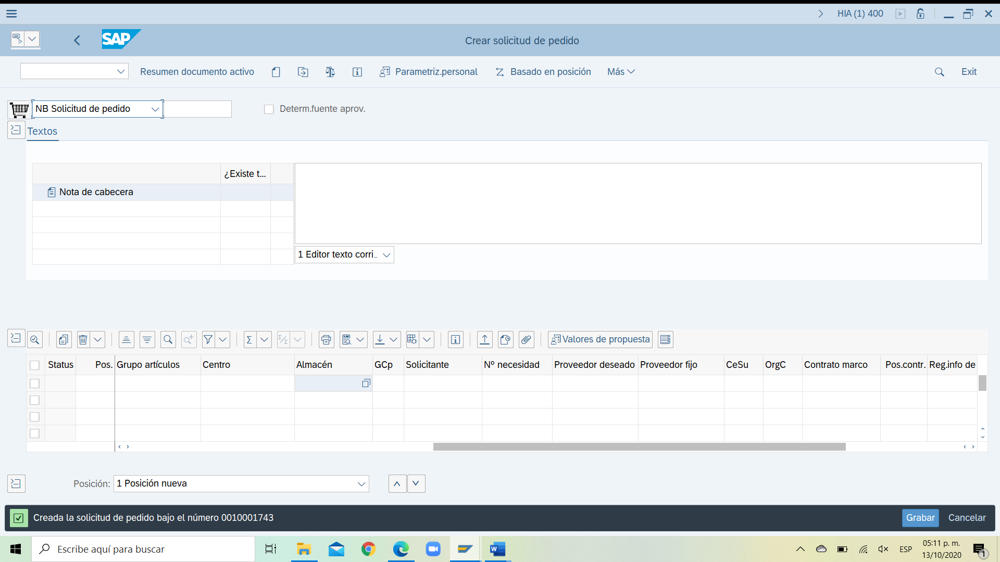 HIA (1) 400
SAP
Crear solicitud de pedido
Resumen documento activo
Parametriz.personal
Basado en posición
Más
Exit
NB Solicitud de pedido
Determ.fuente aprov.
Textos
¿Existe t...
Nota de cabecera
1 Editor texto corri...
Valores de propuesta
Status Pos. Grupo artículos Centro Almacén GCp Solicitante Nº necesidad Proveedor deseado Proveedor fijo CeSu OrgC Contrato marco Pos.contr. Reg.info de
Posición: 1 Posición nueva
Creada la solicitud de pedido bajo el número 0010001743
Grabar Cancelar
Escribe aquí para buscar
ESP
05:11 p. m.
13/10/2020
1